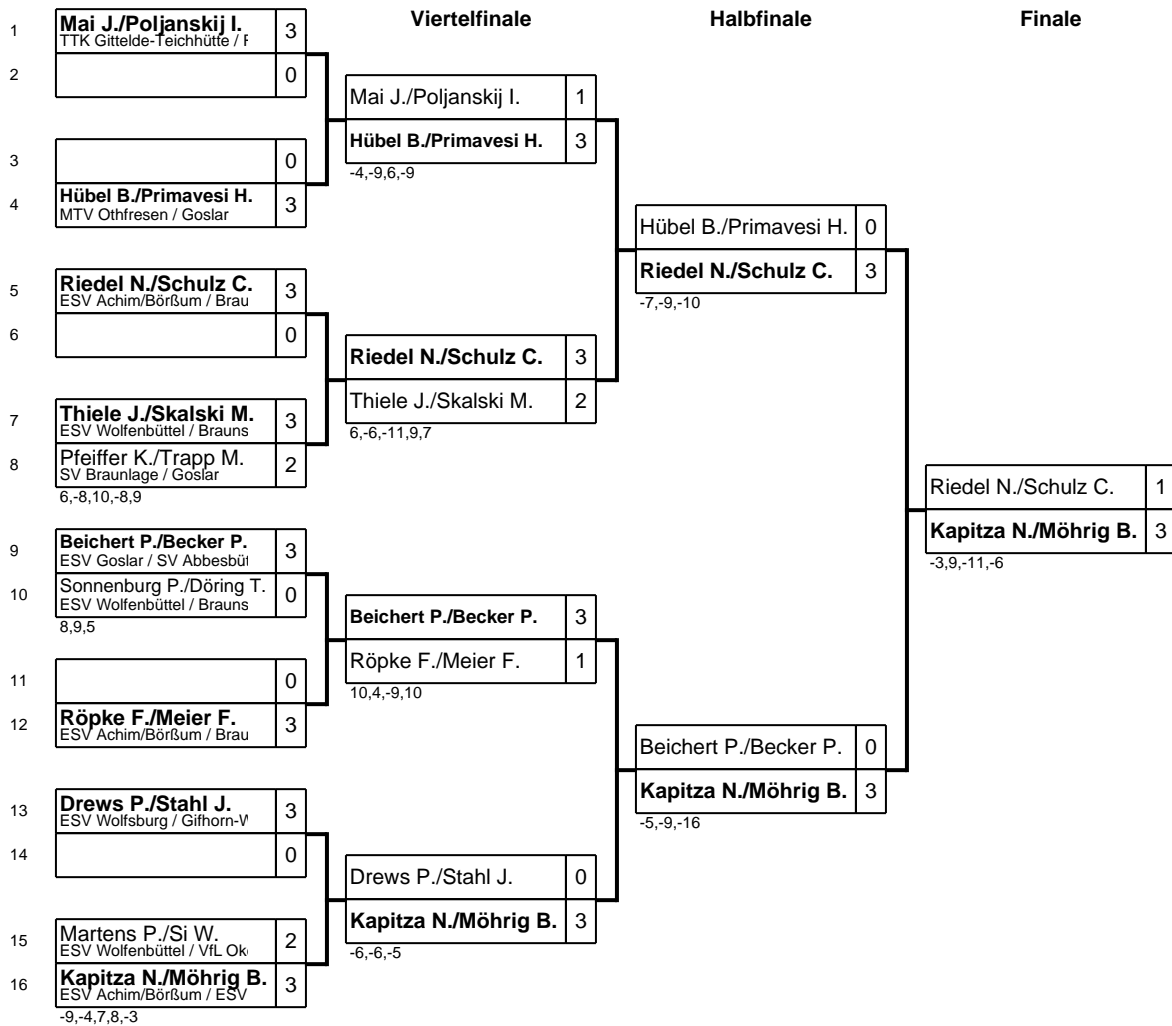 Viertelfinale
Halbfinale
Finale
1
Mai J./Poljanskij I.
TTK Gittelde-Teichhütte /
3
2
0
3
0
4
Hübel B./Primavesi H.
MTV Othfresen / Goslar
3
5
Riedel N./Schulz C.
ESV Achim/Börßum / Brau
3
6
0
7
Thiele J./Skalski M.
ESV Wolfenbüttel / Brauns
3
8
Pfeiffer K./Trapp M.
SV Braunlage / Goslar
2
6,-8,10,-8,9
9
Beichert P./Becker P.
ESV Goslar / SV Abbesbüt
3
10
Sonnenburg P./Döring T.
ESV Wolfenbüttel / Brauns
0
8,9,5
11
0
12
Röpke F./Meier F.
ESV Achim/Börßum / Brau
3
13
Drews P./Stahl J.
ESV Wolfsburg / Gifhorn-W
3
14
0
15
Martens P./Si W.
ESV Wolfenbüttel / VfL Ok
2
16
Kapitza N./Möhrig B.
ESV Achim/Börßum / ESV
3
-9,-4,7,8,-3
Mai J./Poljanskij I.
1
Hübel B./Primavesi H.
3
-4,-9,6,-9
Riedel N./Schulz C.
3
Thiele J./Skalski M.
2
6,-6,-11,9,7
Beichert P./Becker P.
3
Röpke F./Meier F.
1
10,4,-9,10
Drews P./Stahl J.
0
Kapitza N./Möhrig B.
3
-6,-6,-5
Hübel B./Primavesi H.
0
Riedel N./Schulz C.
3
-7,-9,-10
Beichert P./Becker P.
0
Kapitza N./Möhrig B.
3
-5,-9,-16
Riedel N./Schulz C.
1
Kapitza N./Möhrig B.
3
-3,9,-11,-6